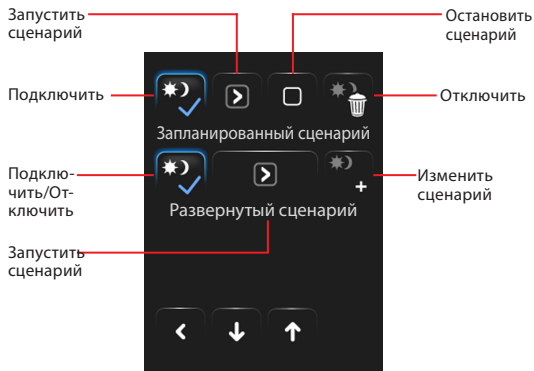 Запустить
сценарий
Остановить
сценарий
Подключить
Отключить
Запланированный сценарий
Подклю-
чить/От-
ключить
Изменить
сценарий
Развернутый сценарий
Запустить
сценарий